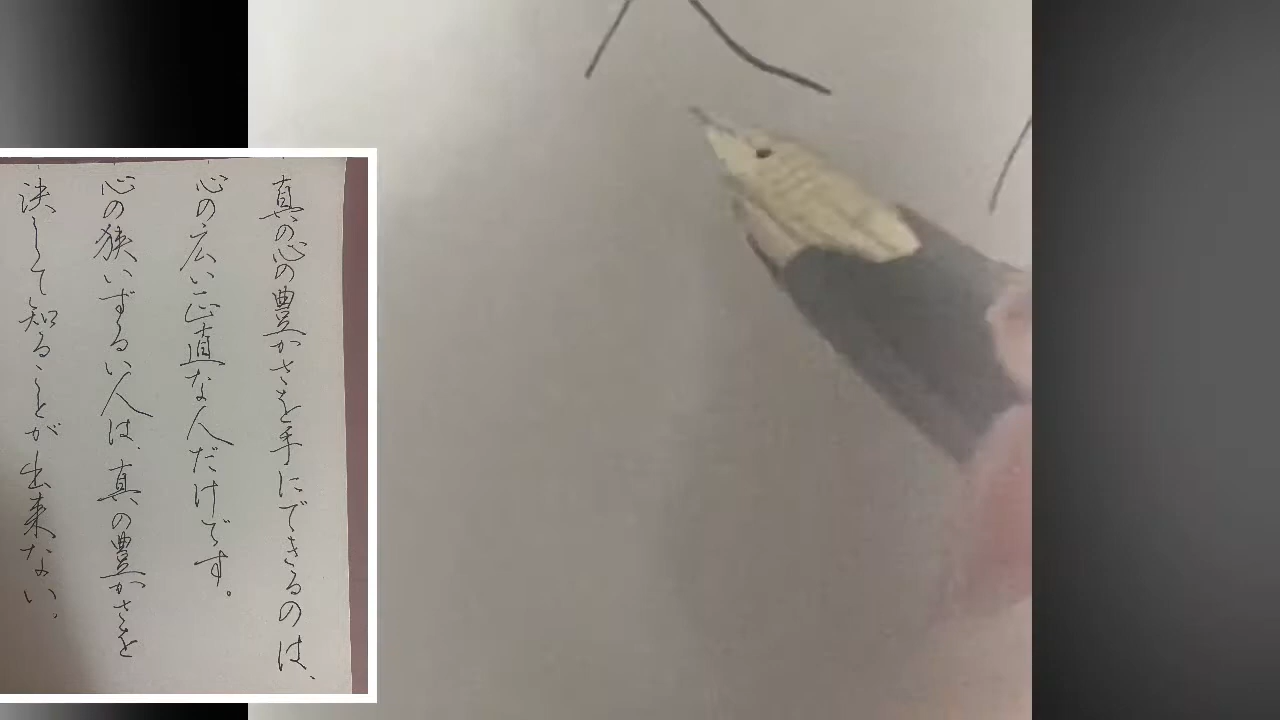 真の心の豊かさを手にできるのは、
心の広い正直な人だけです。
心の狭いずるい人は、真の豊かさを
決して知ることが出来ない。